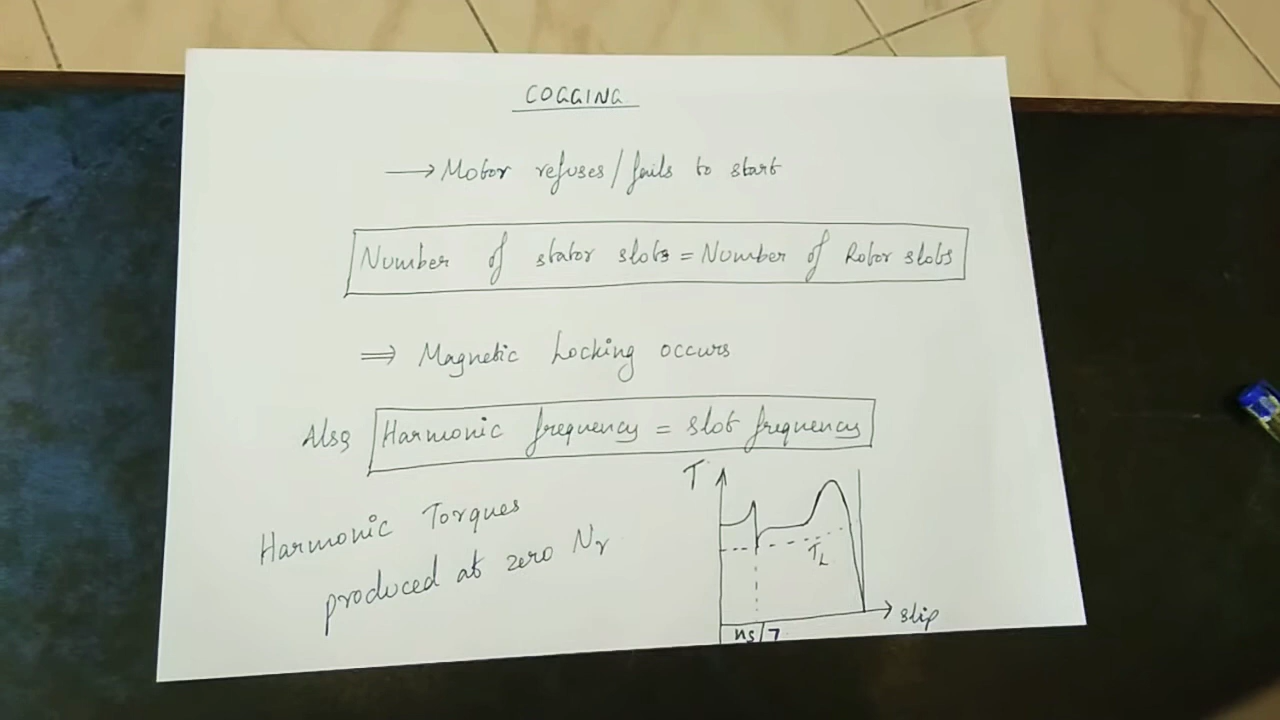 COGGING
→ Motor refuses/fails to start
Number of stator slots = Number of Rotor slots
⇒ Magnetic Locking occurs
Also Harmonic frequency = slot frequency
Harmonic Torques
produced at zero Nr
T
TL
slip
ns/7